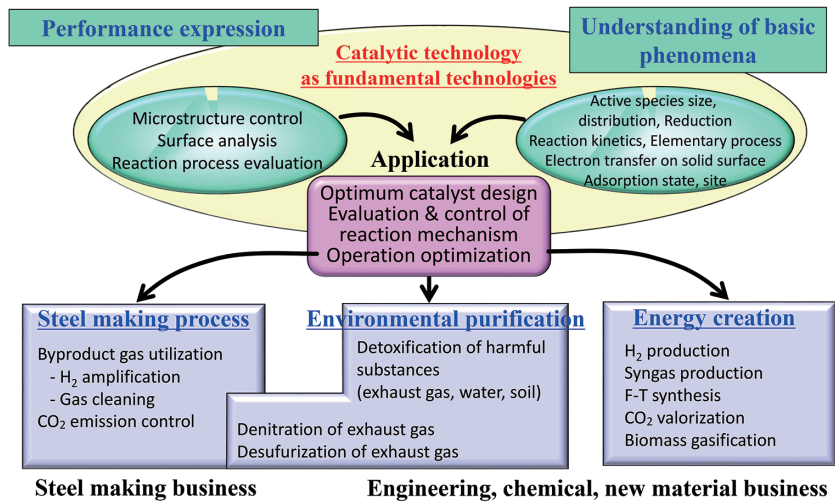 Performance expression
Understanding of basic
phenomena
Catalytic technology
as fundamental technologies
Microstructure control
Surface analysis
Reaction process evaluation
Active species size,
distribution, Reduction
Reaction kinetics, Elementary process
Electron transfer on solid surface
Adsorption state, site
Application
Optimum catalyst design
Evaluation & control of
reaction mechanism
Operation optimization
Steel making process
Byproduct gas utilization
- H₂ amplification
- Gas cleaning
CO₂ emission control
Environmental purification
Detoxification of harmful
substances
(exhaust gas, water, soil)
Denitration of exhaust gas
Desufurization of exhaust gas
Energy creation
H₂ production
Syngas production
F-T synthesis
CO₂ valorization
Biomass gasification
Steel making business
Engineering, chemical, new material business